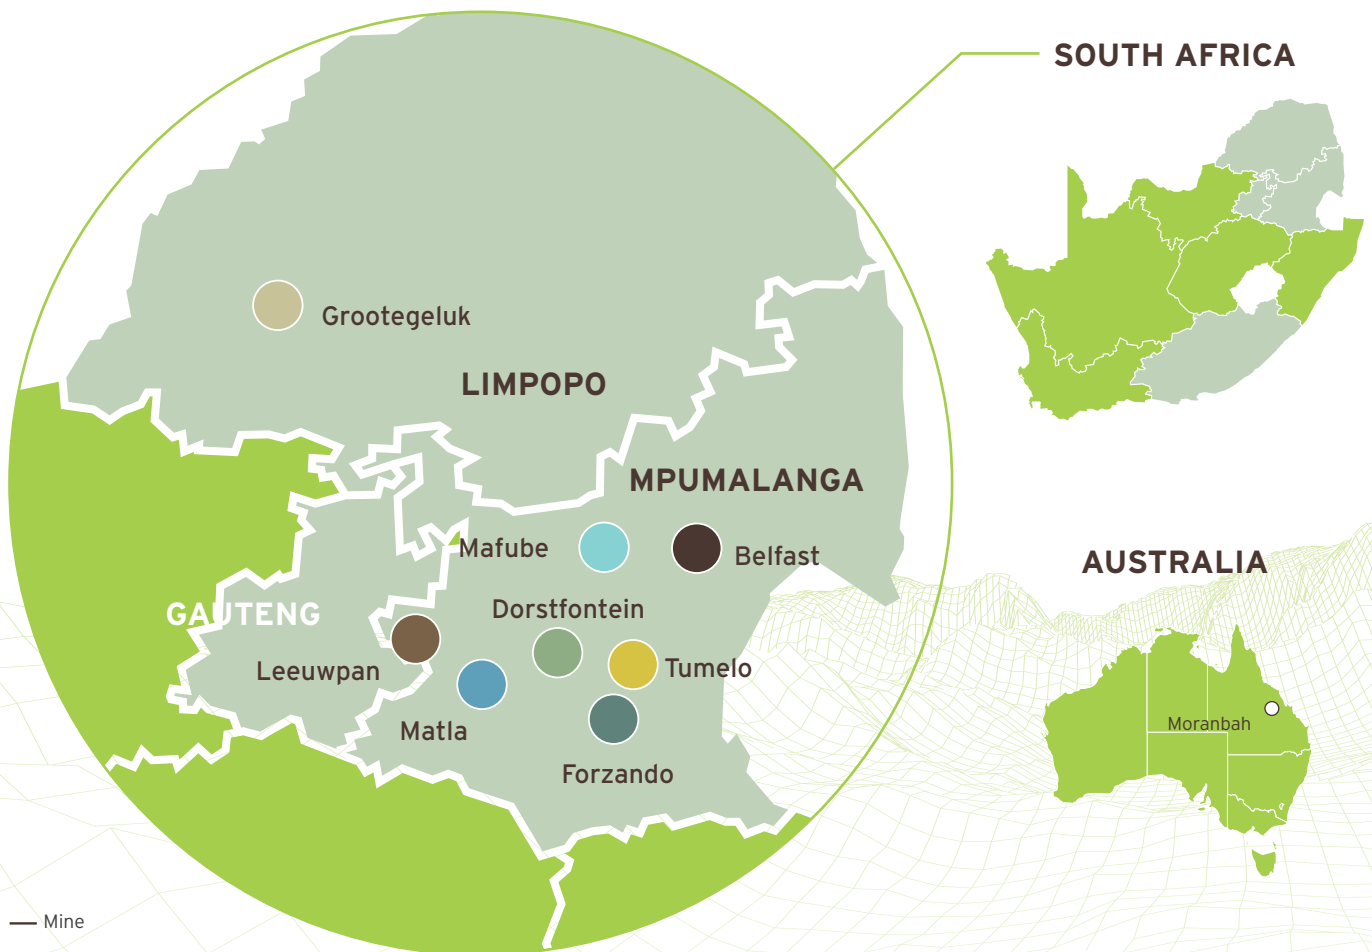 SOUTH AFRICA
Grootegeluk
LIMPOPO
MPUMALANGA
Mafube
Belfast
AUSTRALIA
Dorstfontein
GAUTENG
Leeuwpan
Tumelo
Matla
Moranbah
Forzando
Mine